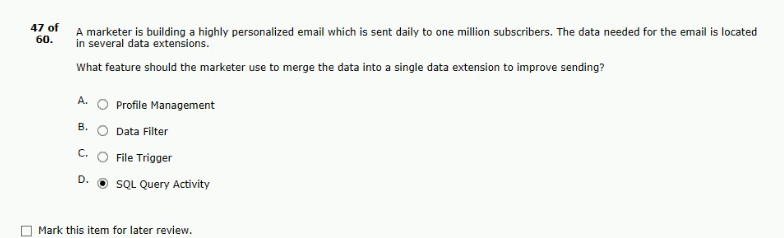 47 of
60.
A marketer is building a highly personalized email which is sent daily to one million subscribers. The data needed for the email is located
in several data extensions.
What feature should the marketer use to merge the data into a single data extension to improve sending?
A. Profile Management
B. Data Filter
C. File Trigger
D. SQL Query Activity
Mark this item for later review.